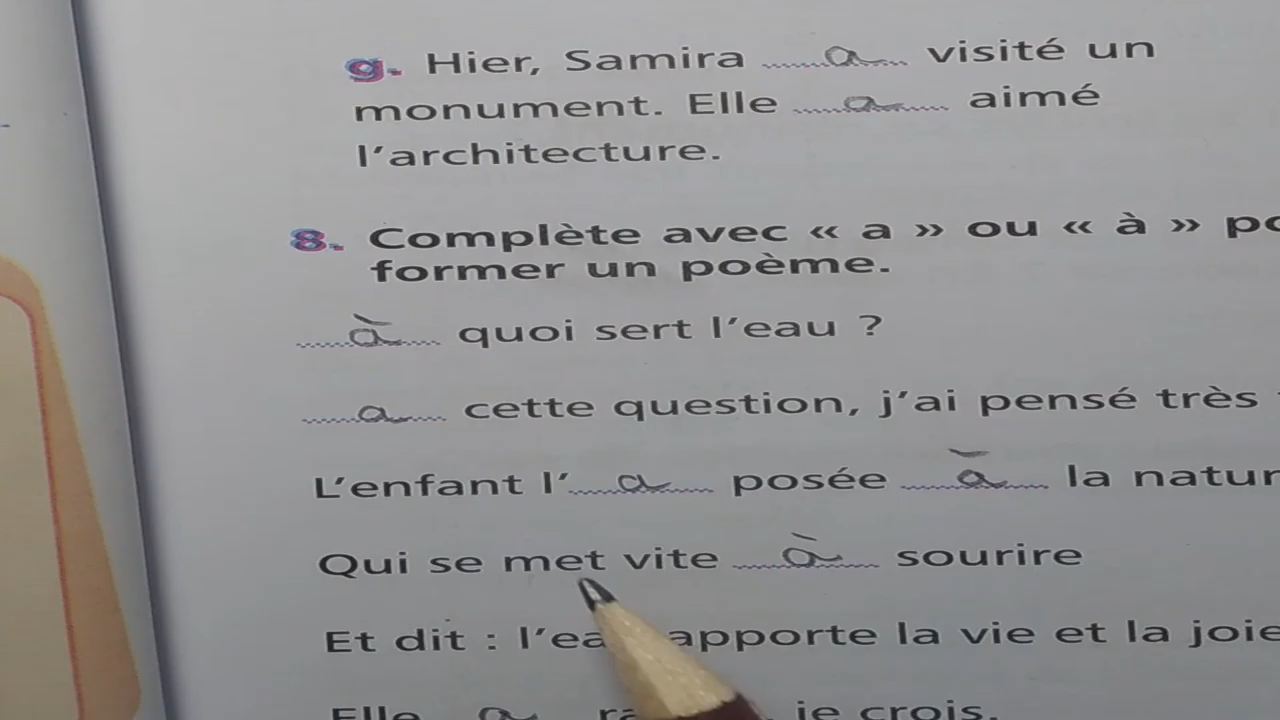 g. Hier, Samira a visité un
monument. Elle a aimé
l'architecture.
8. Complète avec « a » ou « à »
former un poème.
à quoi sert l'eau ?
a cette question, j'ai pensé très
L'enfant l' a posée à la
Qui se met vite à sourire
Et dit : apporte la vie et la joie
Elle a je crois.